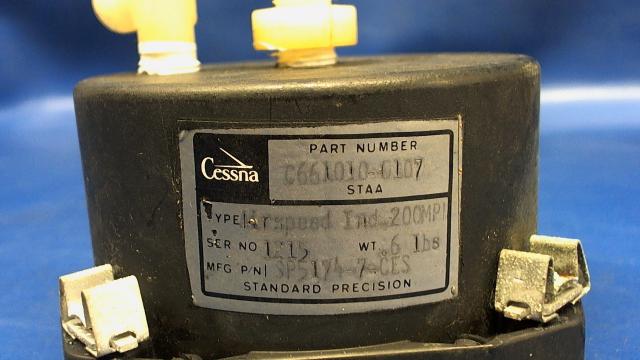 PART NUMBER
Cessna C661010-0107
STAA
TYPE Airspeed Ind. 200MPH
SER NO 1215 WT .6 lbs
MFG P/N SP5174-7-CES
STANDARD PRECISION